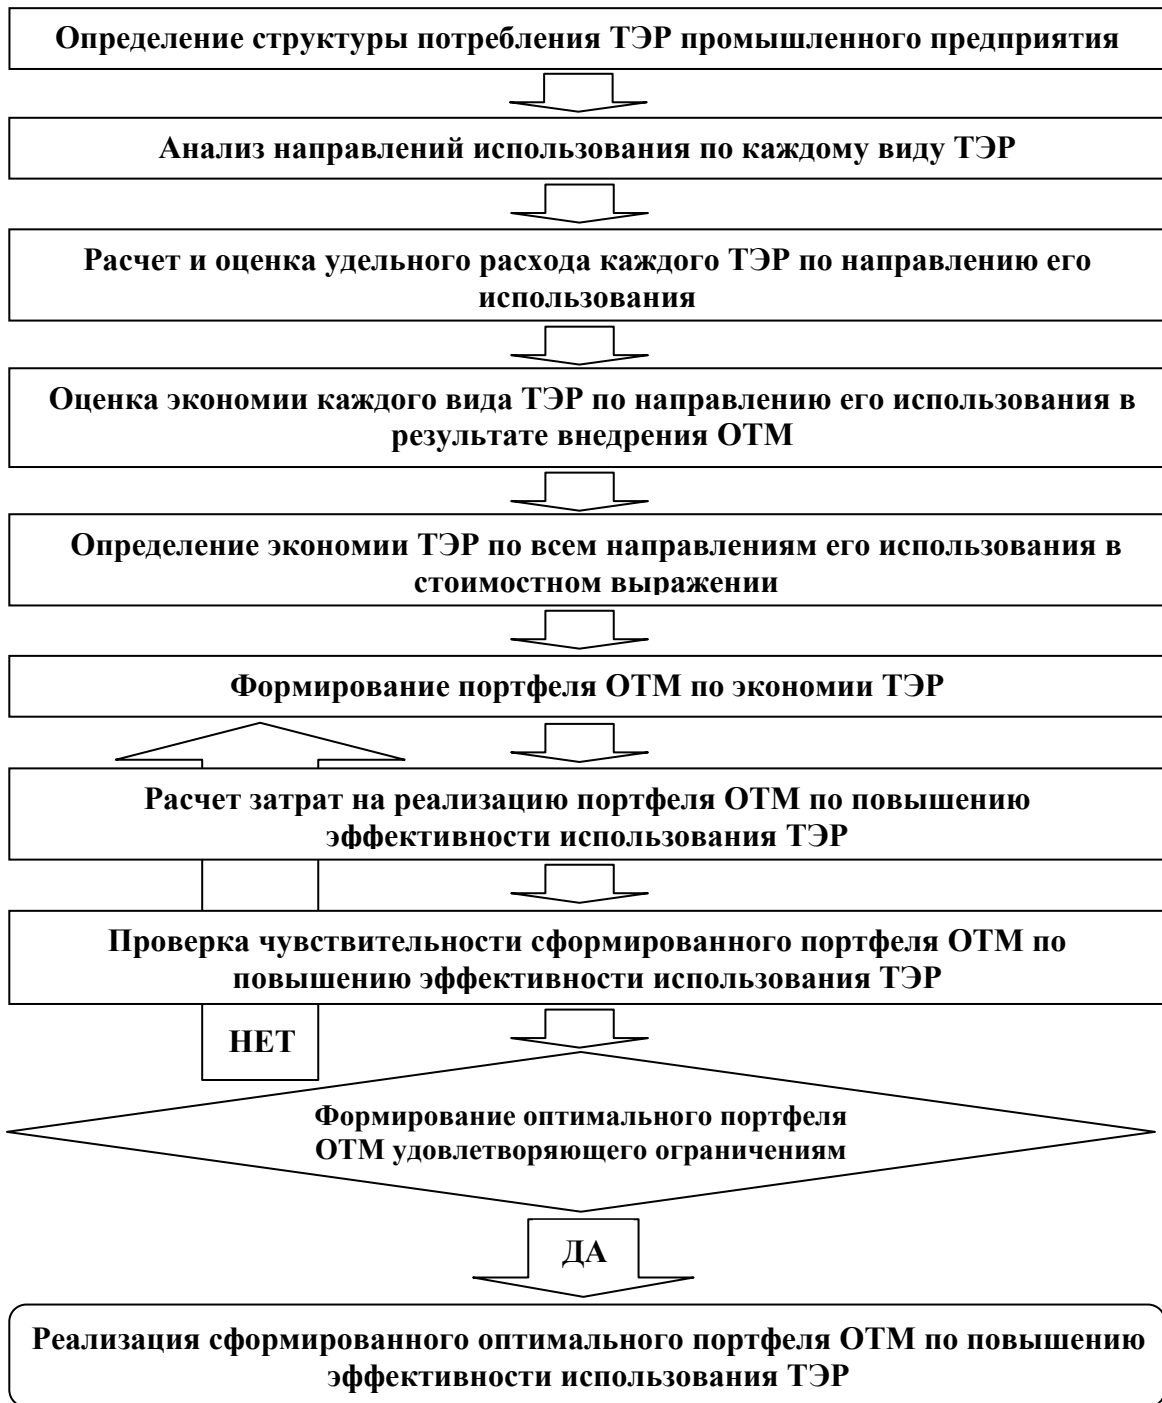 Определение структуры потребления ТЭР промышленного предприятия
Анализ направлений использования по каждому виду ТЭР
Расчет и оценка удельного расхода каждого ТЭР по направлению его
использования
Оценка экономии каждого вида ТЭР по направлению его использования в
результате внедрения ОТМ
Определение экономии ТЭР по всем направлениям его использования в
стоимостном выражении
Формирование портфеля ОТМ по экономии ТЭР
Расчет затрат на реализацию портфеля ОТМ по повышению
эффективности использования ТЭР
Проверка чувствительности сформированного портфеля ОТМ по
повышению эффективности использования ТЭР
НЕТ
Формирование оптимального портфеля
ОТМ удовлетворяющего ограничениям
ДА
Реализация сформированного оптимального портфеля ОТМ по повышению
эффективности использования ТЭР